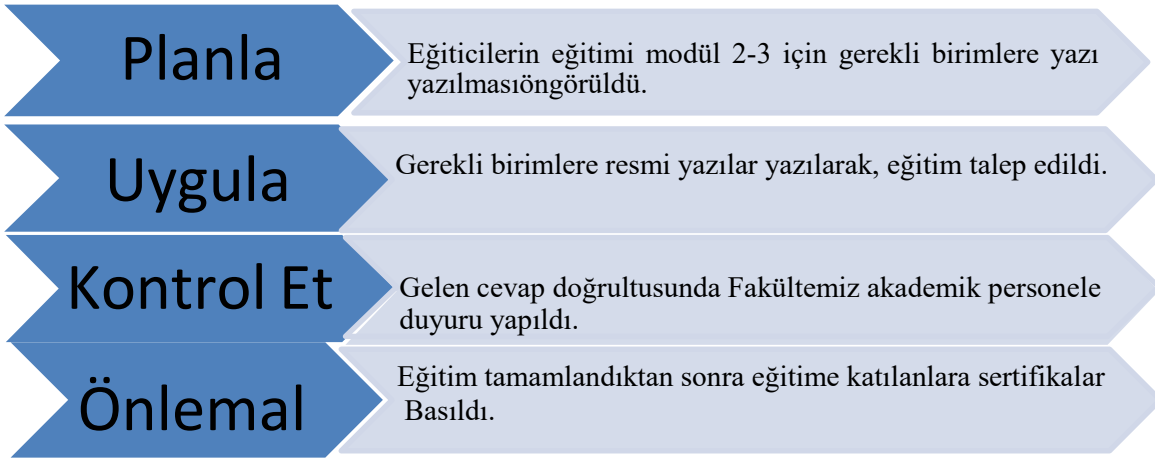 Planla
Eğiticilerin eğitimi modül 2-3 için gerekli birimlere yazı
yazılmasıöngörüldü.
Uygula
Gerekli birimlere resmi yazılar yazılarak, eğitim talep edildi.
Kontrol Et
Gelen cevap doğrultusunda Fakültemiz akademik personele
duyuru yapıldı.
Önlemal
Eğitim tamamlandıktan sonra eğitime katılanlara sertifikalar
Basıldı.